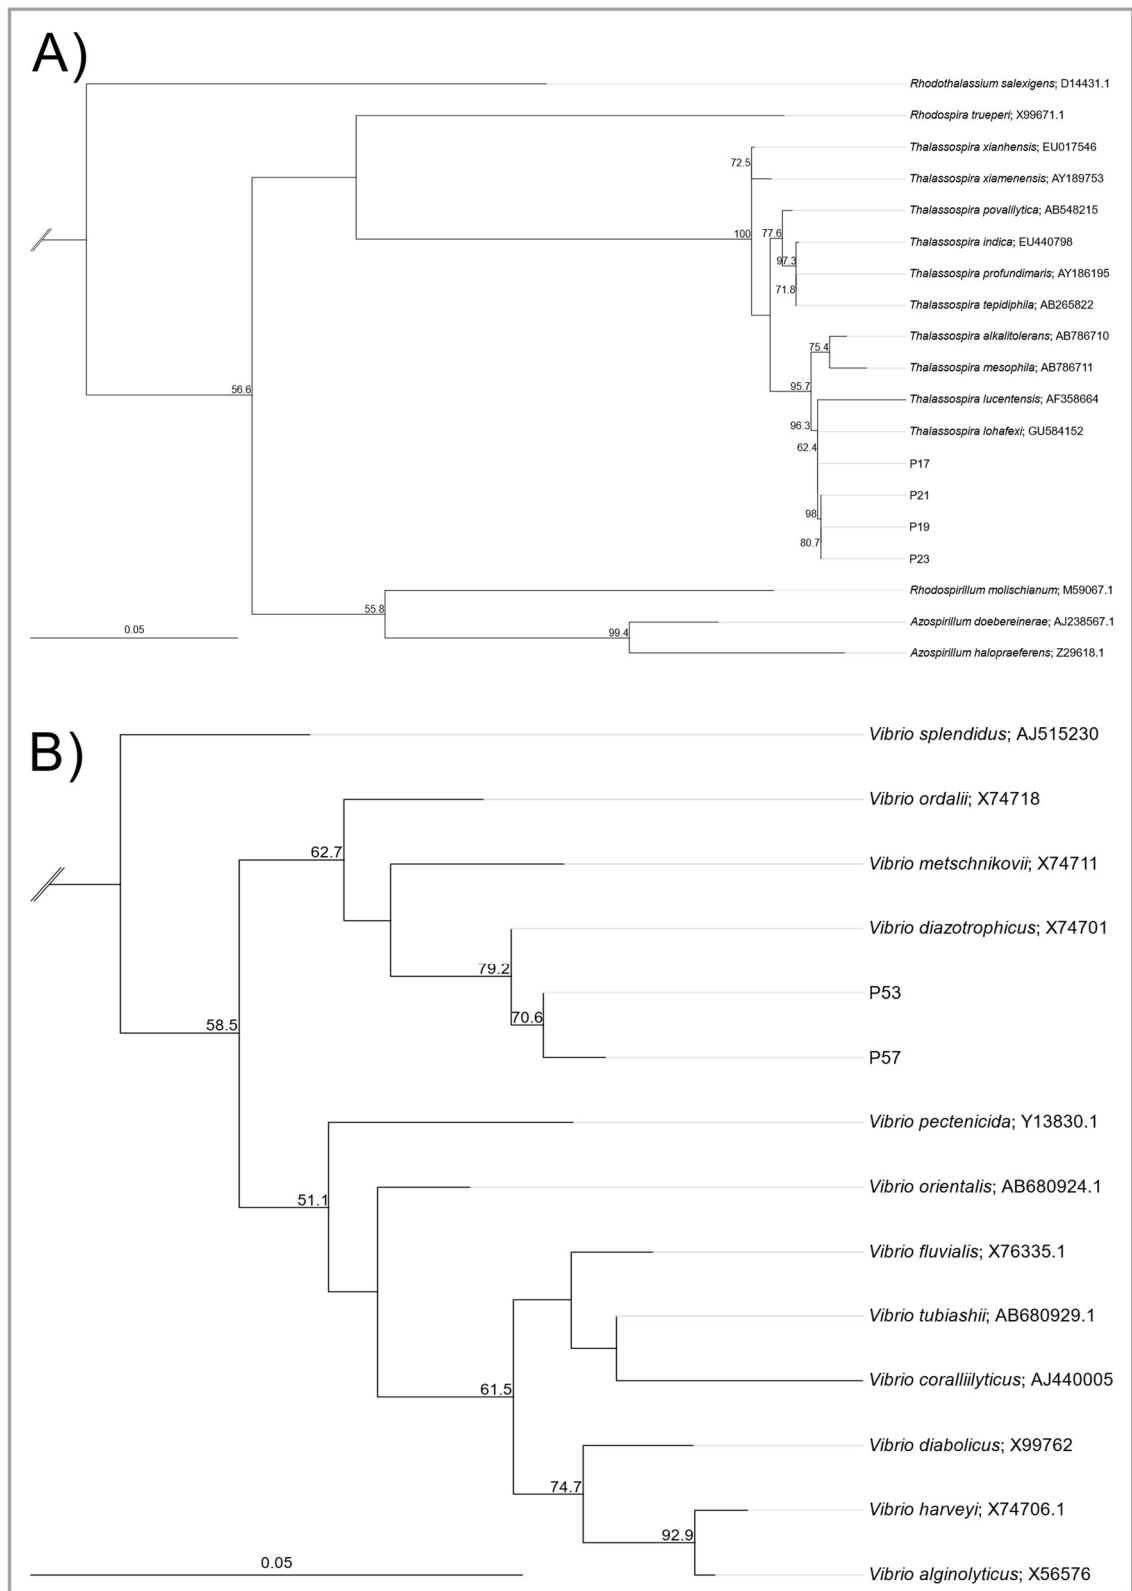 A)
Rhodothalassium salexigens; D14431.1
Rhodospira trueperi; X99671.1
Thalassospira xianhensis; EU017546
72.5
Thalassospira xiamenensis; AY189753
Thalassospira povalilytica; AB548215
100
77.6
Thalassospira indica; EU440798
97.3
Thalassospira profundimaris; AY186195
71.8
Thalassospira tepidiphila; AB265822
Thalassospira alkalitolerans; AB786710
75.4
Thalassospira mesophila; AB786711
56.6
95.7
Thalassospira lucentensis; AF358664
96.3
Thalassospira lohafexi; GU584152
62.4
P17
P21
98
P19
80.7
P23
Rhodospirillum molischianum; M59067.1
55.8
Azospirillum doebereinerae; AJ238567.1
0.05
99.4
Azospirillum halopraeferens; Z29618.1
B)
Vibrio splendidus; AJ515230
Vibrio ordalii; X74718
62.7
Vibrio metschnikovii; X74711
Vibrio diazotrophicus; X74701
79.2
P53
58.5
70.6
P57
Vibrio pectenicida; Y13830.1
Vibrio orientalis; AB680924.1
51.1
Vibrio fluvialis; X76335.1
Vibrio tubiashii; AB680929.1
Vibrio coralliilyticus; AJ440005
61.5
Vibrio diabolicus; X99762
74.7
Vibrio harveyi; X74706.1
92.9
0.05
Vibrio alginolyticus; X56576